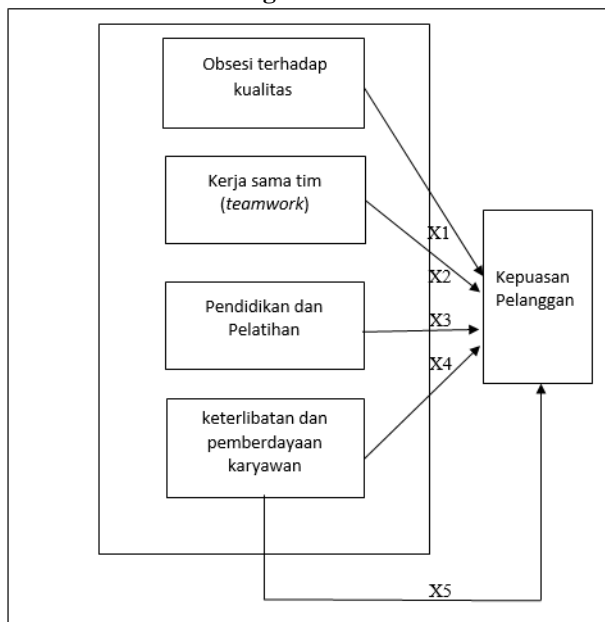 Obsesi terhadap
kualitas
Kerja sama tim
(teamwork)
X1
X2
Kepuasan
Pelanggan
Pendidikan dan
Pelatihan
X3
X4
keterlibatan dan
pemberdayaan
karyawan
X5